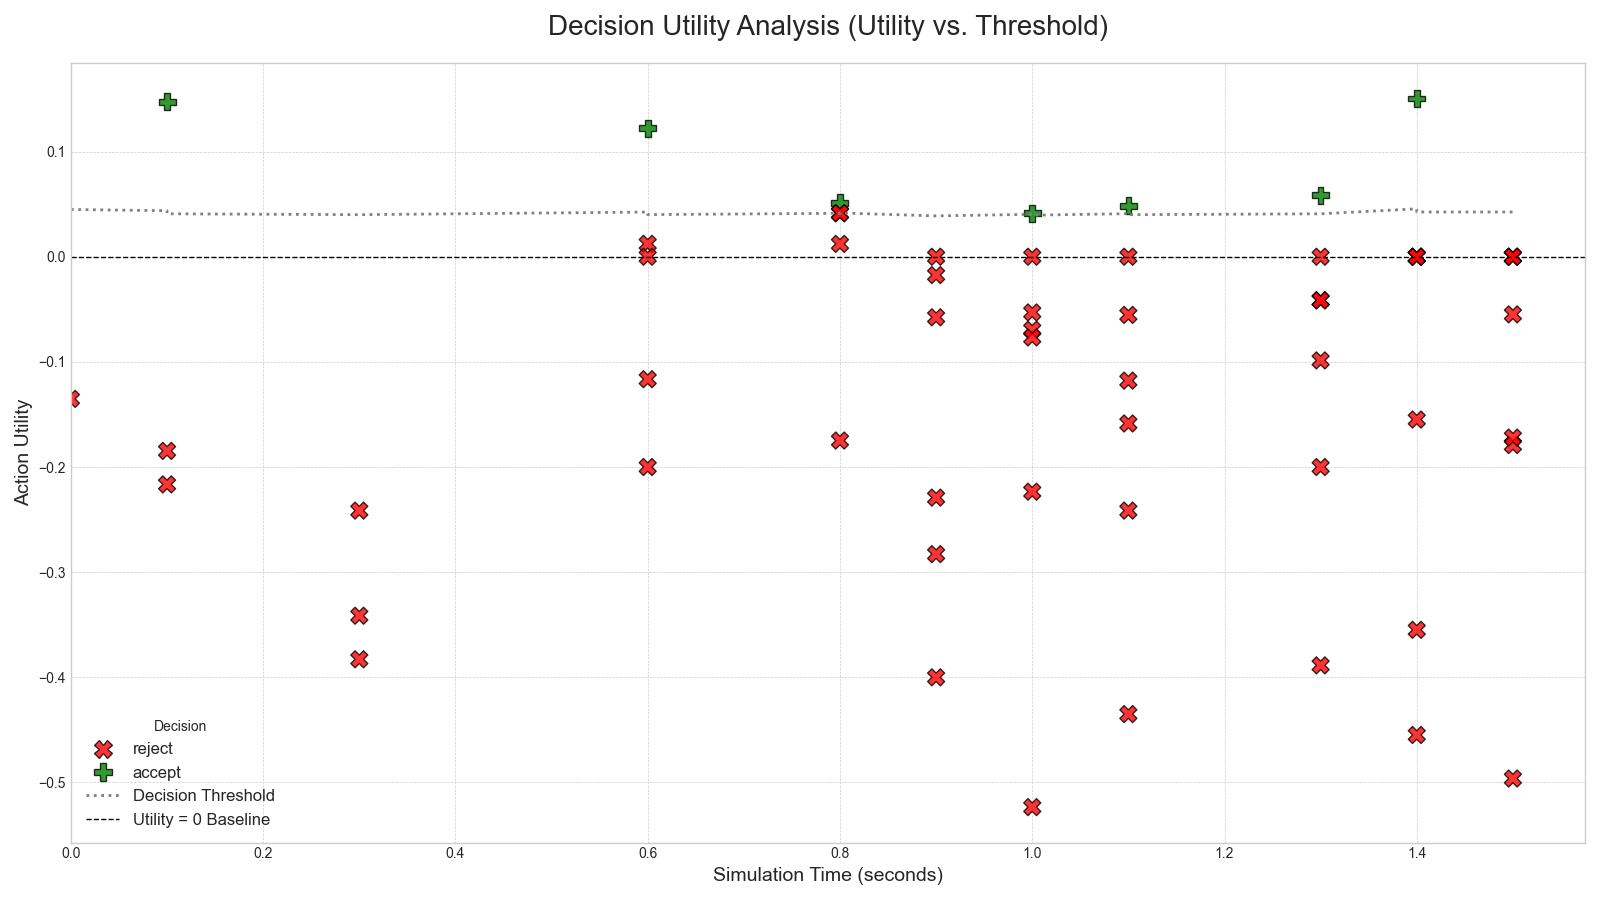 Decision Utility Analysis (Utility vs. Threshold)
Action Utility
0.1
0.0
−0.1
−0.2
−0.3
−0.4
−0.5
Decision
reject
accept
Decision Threshold
Utility = 0 Baseline
0.0 0.2 0.4 0.6 0.8 1.0 1.2 1.4
Simulation Time (seconds)